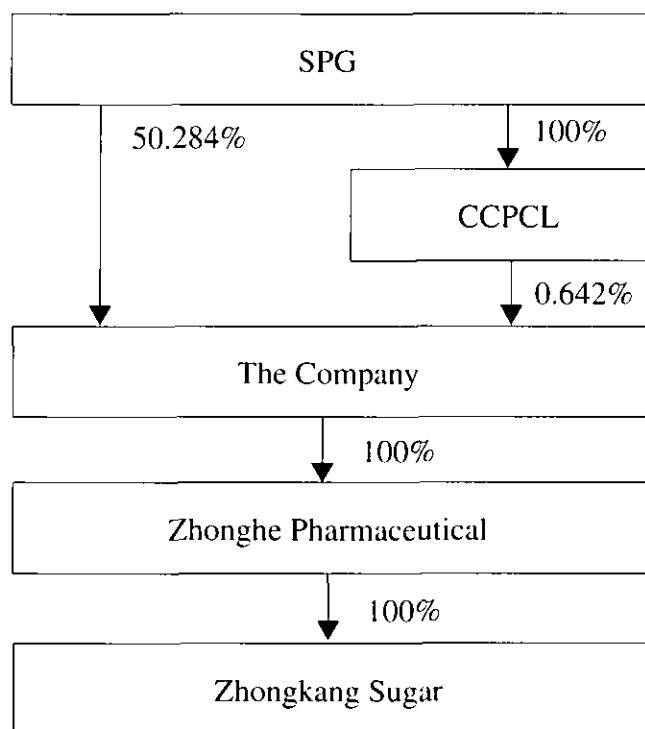 SPG
50.284%
100%
CCPCL
0.642%
The Company
100%
Zhonghe Pharmaceutical
100%
Zhongkang Sugar